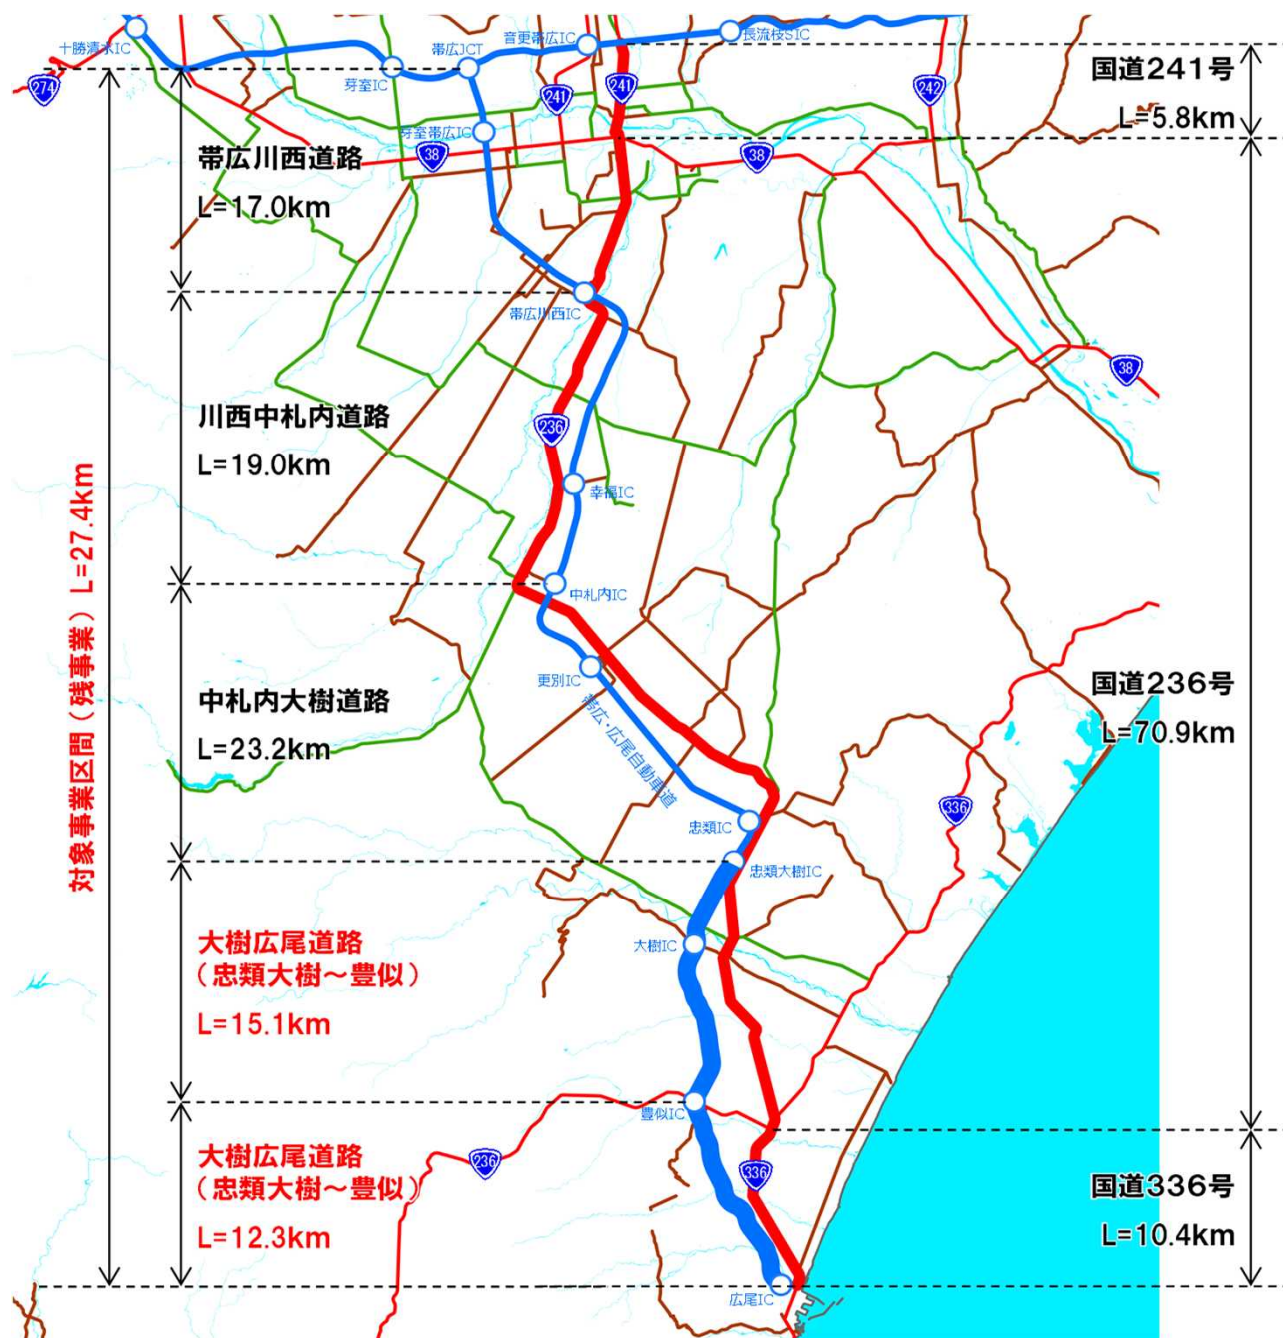 十勝清水IC
帯広JCT
音更帯広IC
長流枝SIC
芽室IC
274
241
241
242
国道241号
L=5.8km
芽室帯広IC
38
38
帯広川西道路
L=17.0km
帯広川西IC
38
川西中札内道路
L=19.0km
236
幸福IC
対象事業区間(残事業) L=27.4km
中札内IC
更別IC
中札内大樹道路
L=23.2km
帯広・広尾自動車道
国道236号
L=70.9km
336
忠類IC
忠類大樹IC
大樹広尾道路
(忠類大樹～豊似)
L=15.1km
大樹IC
豊似IC
大樹広尾道路
(忠類大樹～豊似)
L=12.3km
236
336
国道336号
L=10.4km
広尾IC